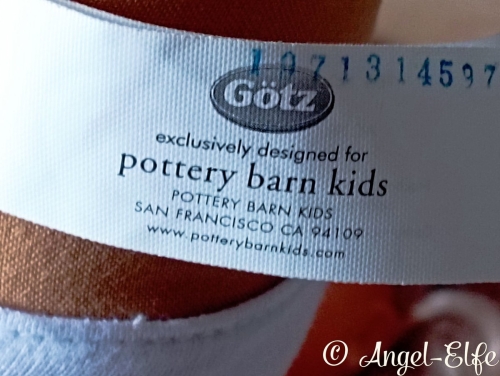 1971314597
Götz
exclusively designed for
pottery barn kids
POTTERY BARN KIDS
SAN FRANCISCO CA 94109
www.potterybarnkids.com
© Angel-Elfe